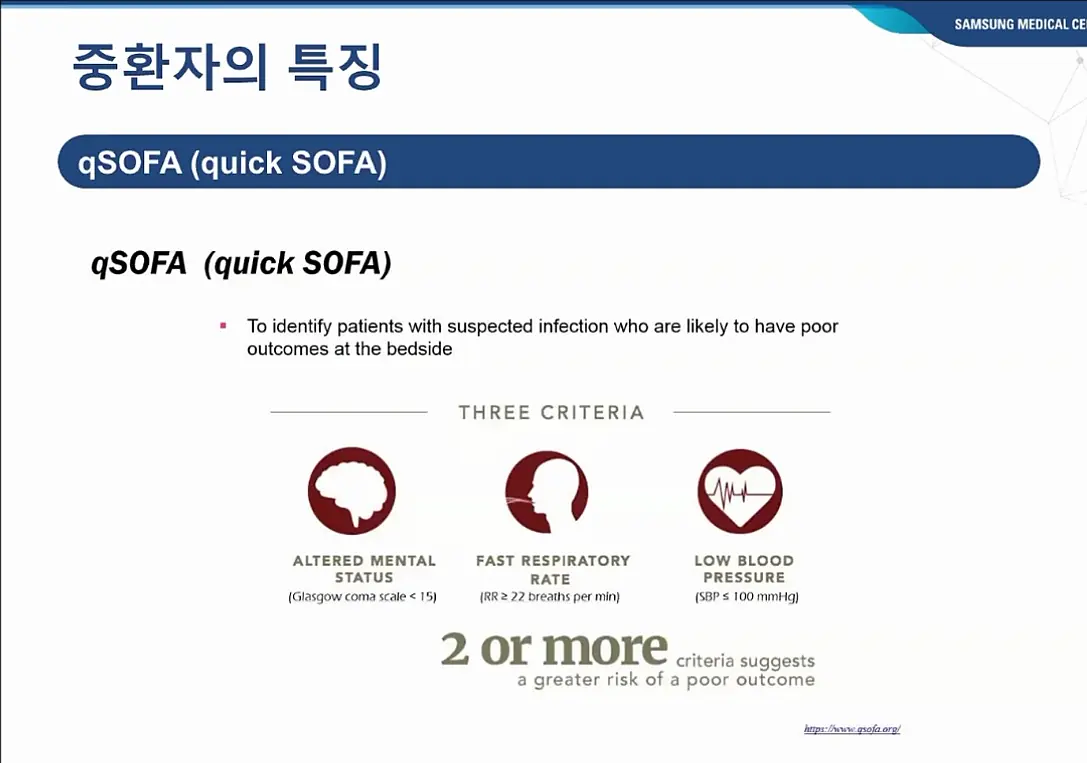 SAMSUNG MEDICAL
중환자의 특징
qSOFA (quick SOFA)
qSOFA (quick SOFA)
▪ To identify patients with suspected infection who are likely to have poor
outcomes at the bedside
THREE CRITERIA
ALTERED MENTAL
STATUS
(Glasgow coma scale < 15)
FAST RESPIRATORY
RATE
(RR ≥ 22 breaths per min)
LOW BLOOD
PRESSURE
(SBP ≤ 100 mmHg)
2 or more criteria suggests
a greater risk of a poor outcome
https://www.qsofa.org/